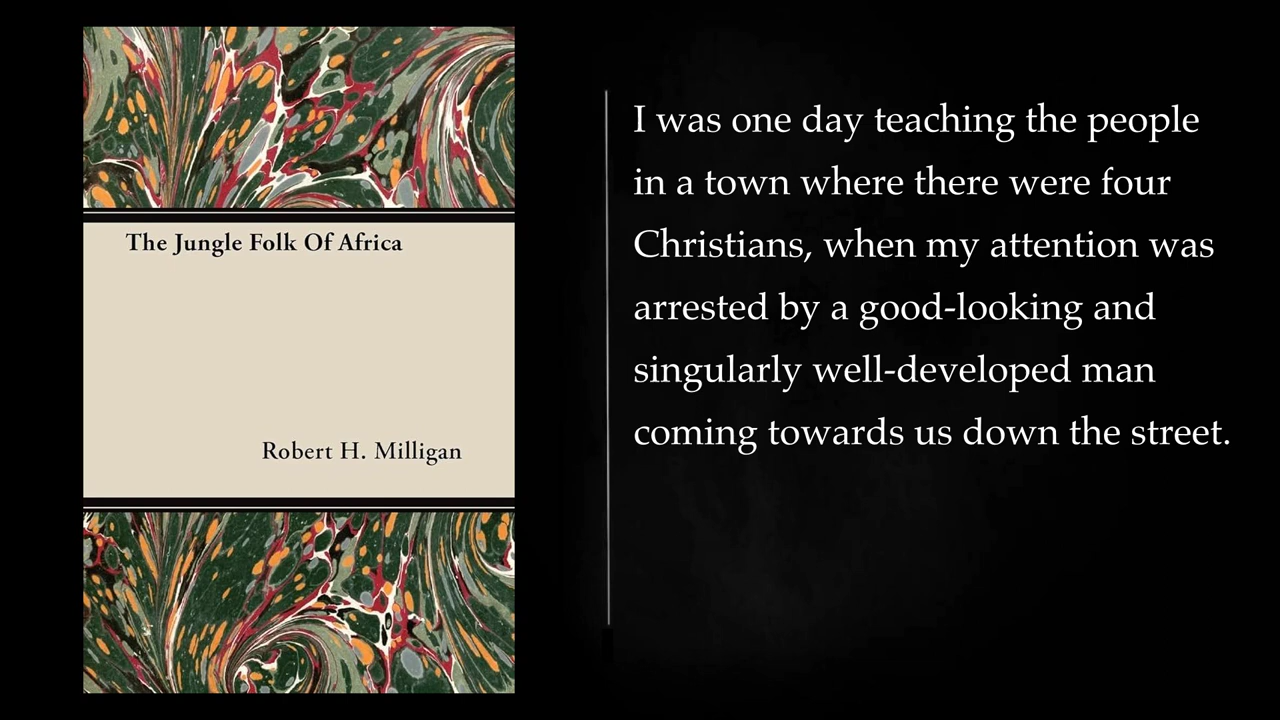 The Jungle Folk Of Africa
Robert H. Milligan
I was one day teaching the people
in a town where there were four
Christians, when my attention was
arrested by a good-looking and
singularly well-developed man
coming towards us down the street.